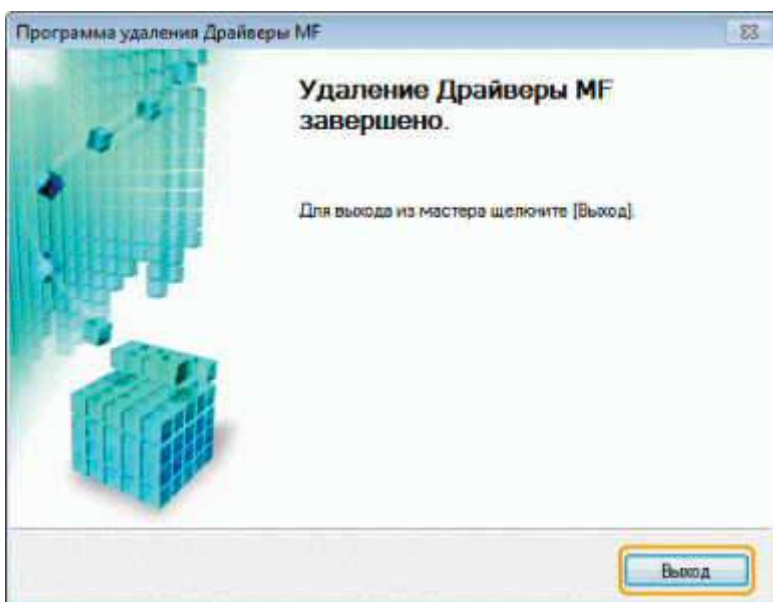 Программа удаления Драйверы MF
Удаление Драйверы MF
завершено.
Для выхода из мастера щелкните [Выход].
Выход